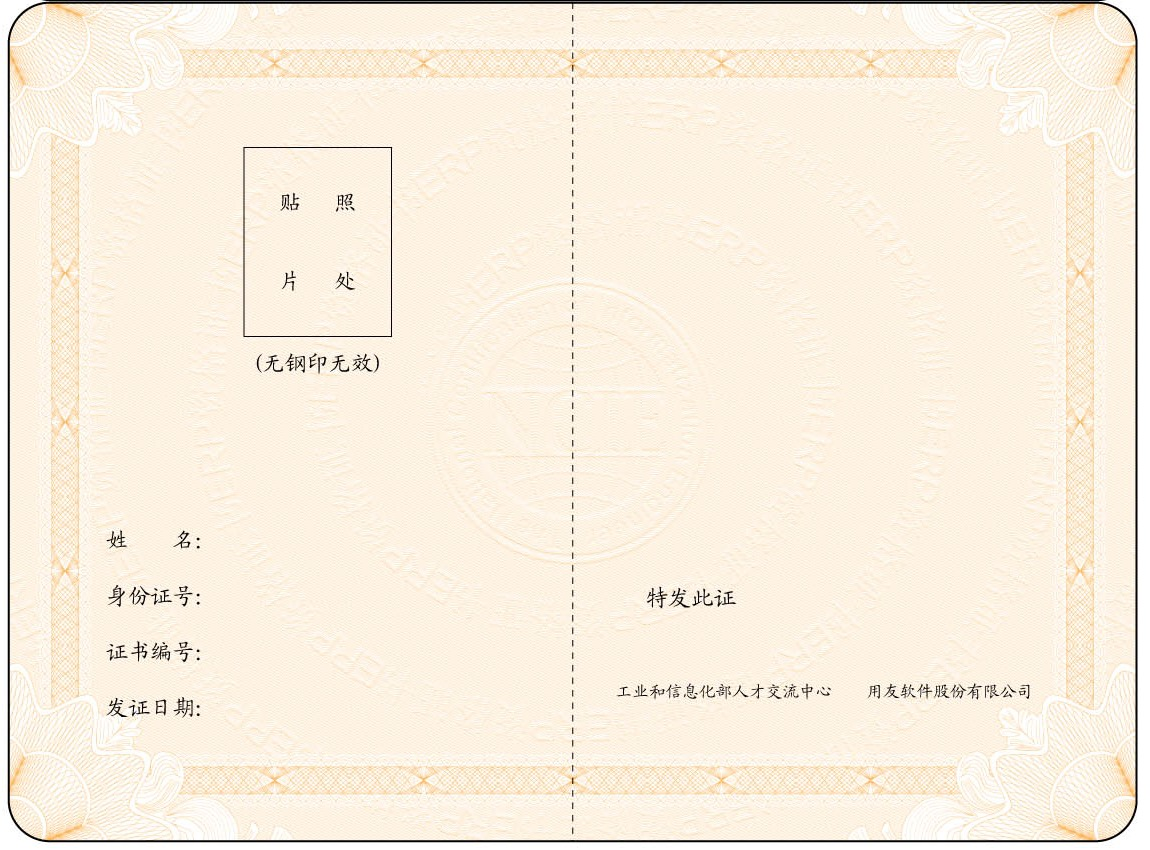 贴 照
片 处
(无钢印无效)
姓 名:
身份证号:
证书编号:
发证日期:
特发此证
工业和信息化部人才交流中心 用友软件股份有限公司